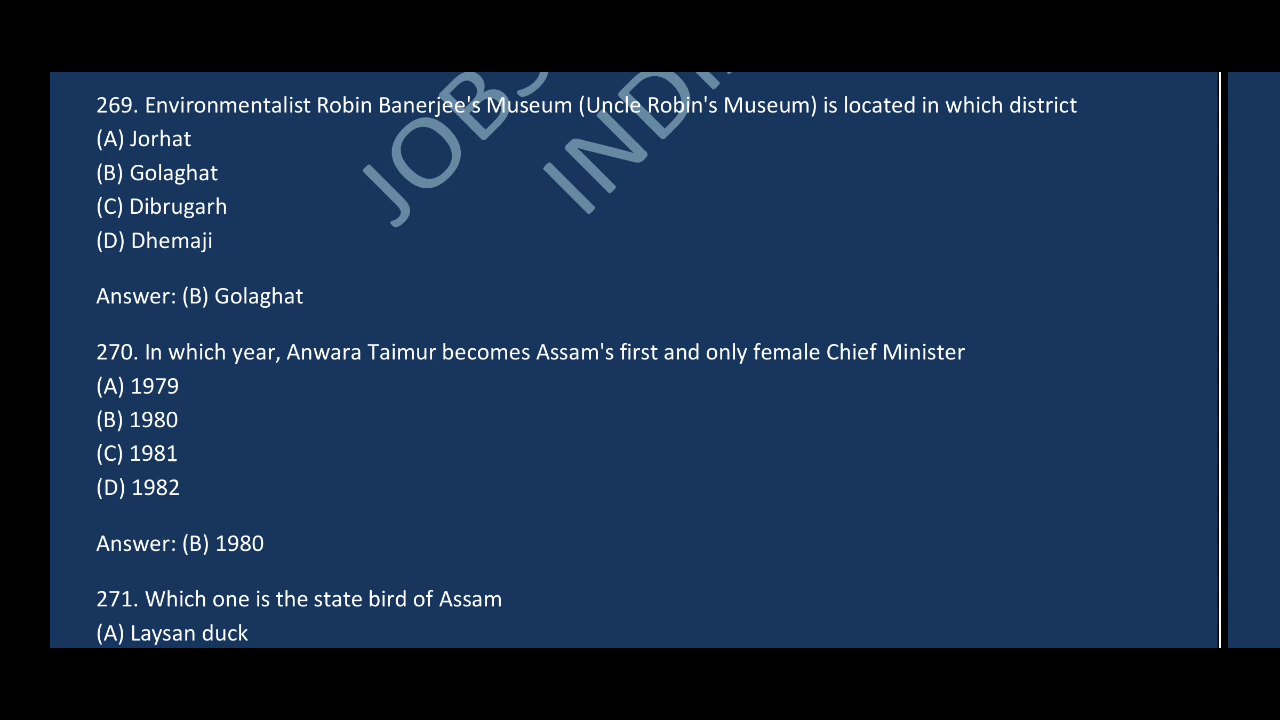 269. Environmentalist Robin Banerjee's Museum (Uncle Robin's Museum) is located in which district
(A) Jorhat
(B) Golaghat
(C) Dibrugarh
(D) Dhemaji
Answer: (B) Golaghat
270. In which year, Anwara Taimur becomes Assam's first and only female Chief Minister
(A) 1979
(B) 1980
(C) 1981
(D) 1982
Answer: (B) 1980
271. Which one is the state bird of Assam
(A) Laysan duck
JOBS